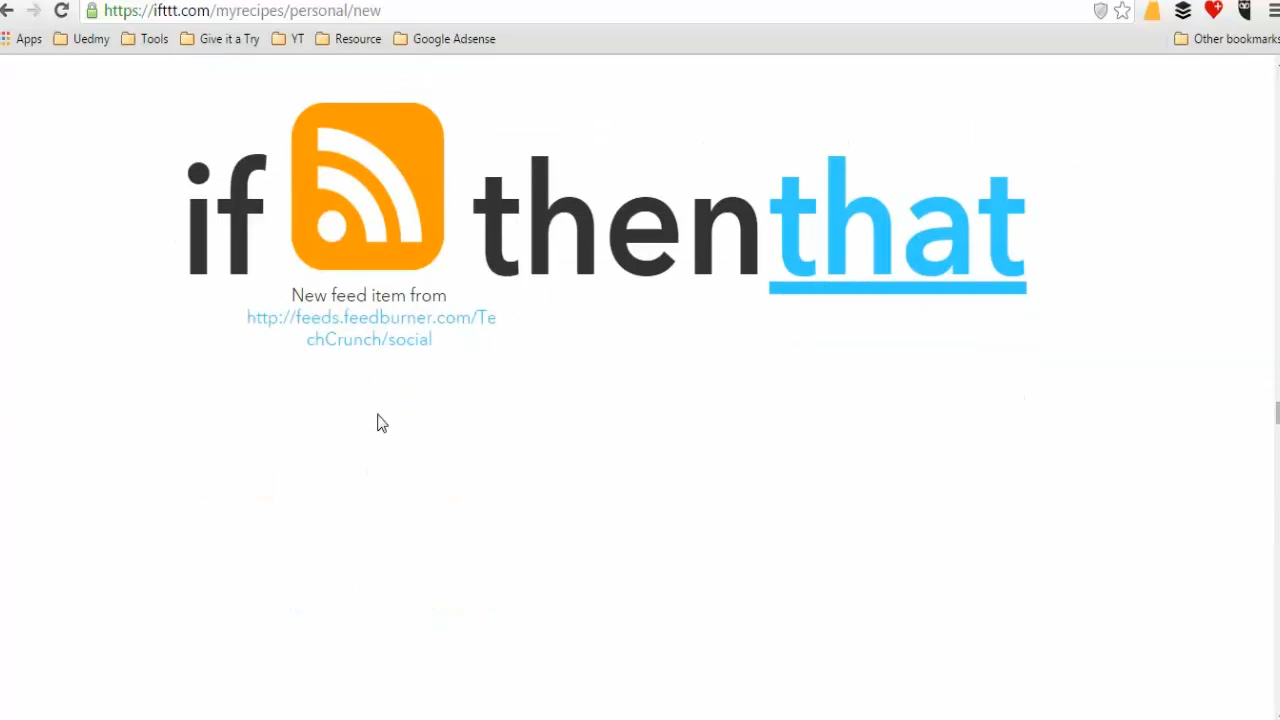 https://ifttt.com/myrecipes/personal/new
Apps Uedmy Tools Give it a Try YT Resource Google Adsense Other bookmarks
if then that
New feed item from
http://feeds.feedburner.com/Te
chCrunch/social